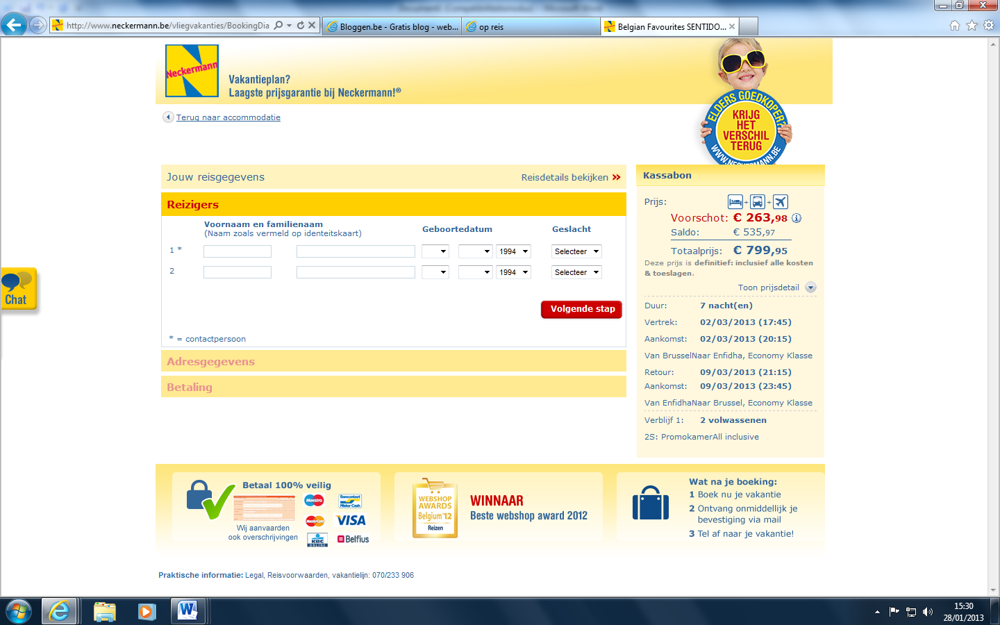 http://www.neckermann.be/vliegvakanties/BookingDia
Bloggen.be - Gratis blog - web...
op reis
Belgian Favourites SENTIDO...
Neckermann
Vakantieplan?
Laagste prijsgarantie bij Neckermann!®
ELDERS GOEDKOPER?
KRIJG
HET
VERSCHIL
TERUG
WWW.NECKERMANN.BE
Terug naar accommodatie
Jouw reisgegevens
Reisdetails bekijken »
Reizigers
Voornaam en familienaam
(Naam zoals vermeld op identeitskaart)
Geboortedatum
Geslacht
1 *
1994
Selecteer
2
1994
Selecteer
Volgende stap
* = contactpersoon
Adresgegevens
Betaling
Chat
Kassabon
Prijs:
+ +
Voorschot: € 263,98
Saldo: € 535,97
Totaalprijs: € 799,95
Deze prijs is definitief: inclusief alle kosten
& toeslagen.
Toon prijsdetail
Duur: 7 nacht(en)
Vertrek: 02/03/2013 (17:45)
Aankomst: 02/03/2013 (20:15)
Van BrusselNaar Enfidha, Economy Klasse
Retour: 09/03/2013 (21:15)
Aankomst: 09/03/2013 (23:45)
Van EnfidhaNaar Brussel, Economy Klasse
Verblijf 1: 2 volwassenen
2S: PromokamerAll inclusive
Betaal 100% veilig
Maestro
Bancontact
Mister Cash
MasterCard
VISA
KBC
ONLINE
Belfius
Wij aanvaarden
ook overschrijvingen
WEBSHOP
AWARDS
Belgium'12
Reizen
WINNAAR
Beste webshop award 2012
Wat na je boeking:
1 Boek nu je vakantie
2 Ontvang onmiddellijk je
bevestiging via mail
3 Tel af naar je vakantie!
Praktische informatie: Legal, Reisvoorwaarden, vakantielijn: 070/233 906
15:30
28/01/2013